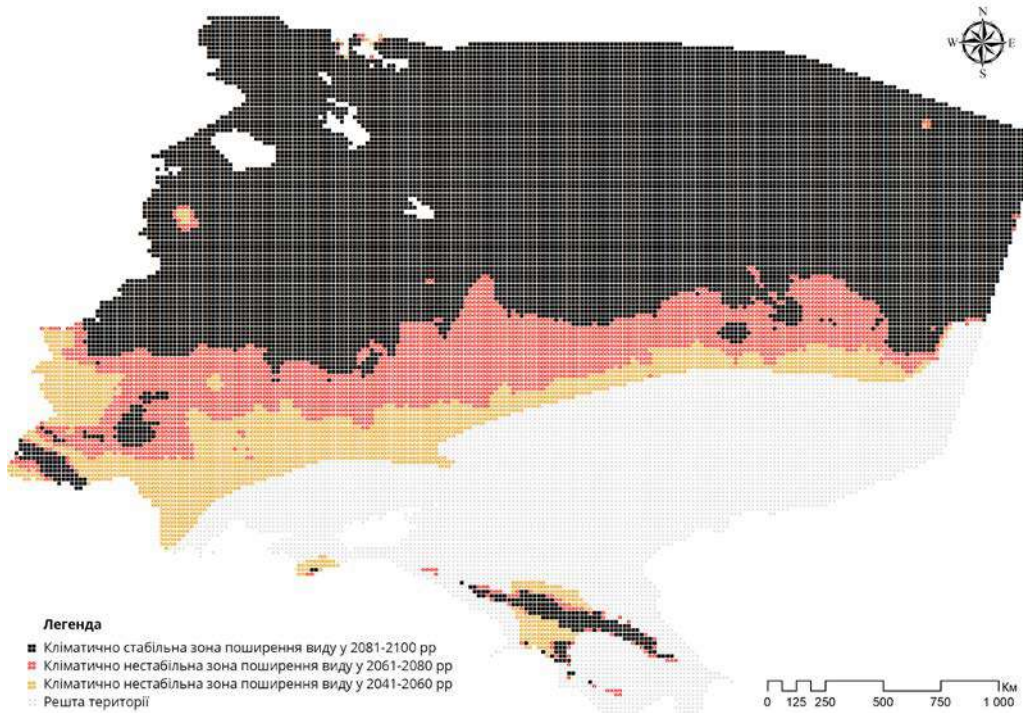 N
W E
S
Легенда
Кліматично стабільна зона поширення виду у 2081-2100 рр
Кліматично нестабільна зона поширення виду у 2061-2080 рр
Кліматично нестабільна зона поширення виду у 2041-2060 рр
Решта території
Км
0 125 250 500 750 1 000